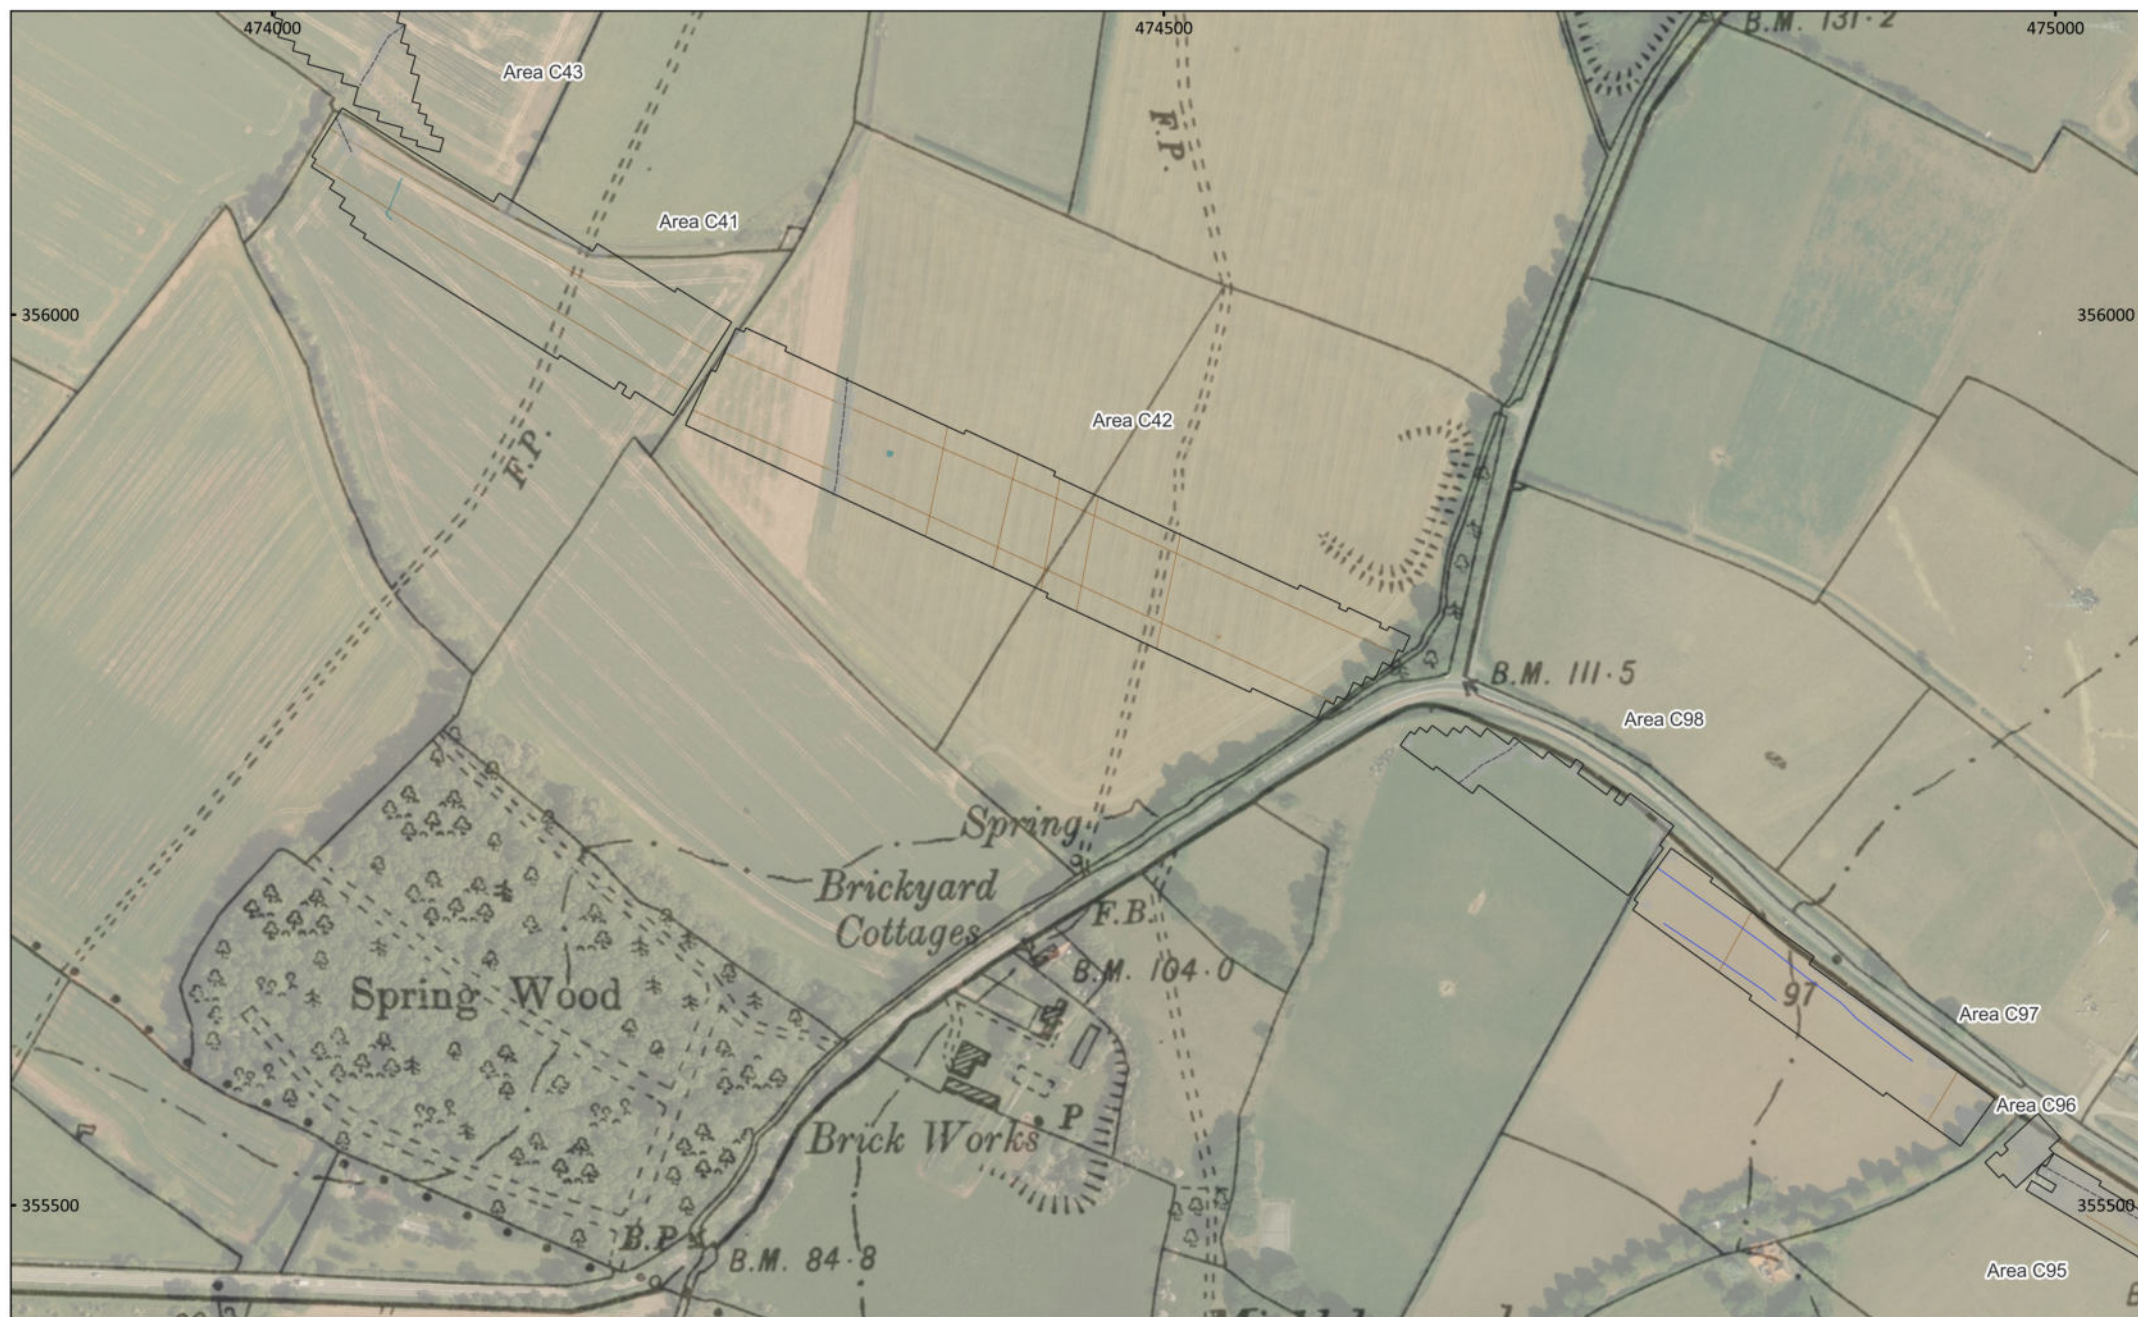 B.M. 131·2
474000
474500
475000
Area C43
F.P.
Area C41
356000
356000
Area C42
F.P.
B.M. 111·5
Area C98
Spring
Brickyard
Cottages
F.B.
B.M. 104·0
Spring Wood
97
Area C97
Area C96
P
Brick Works
355500
355500
B.P
B.M. 84·8
Area C95